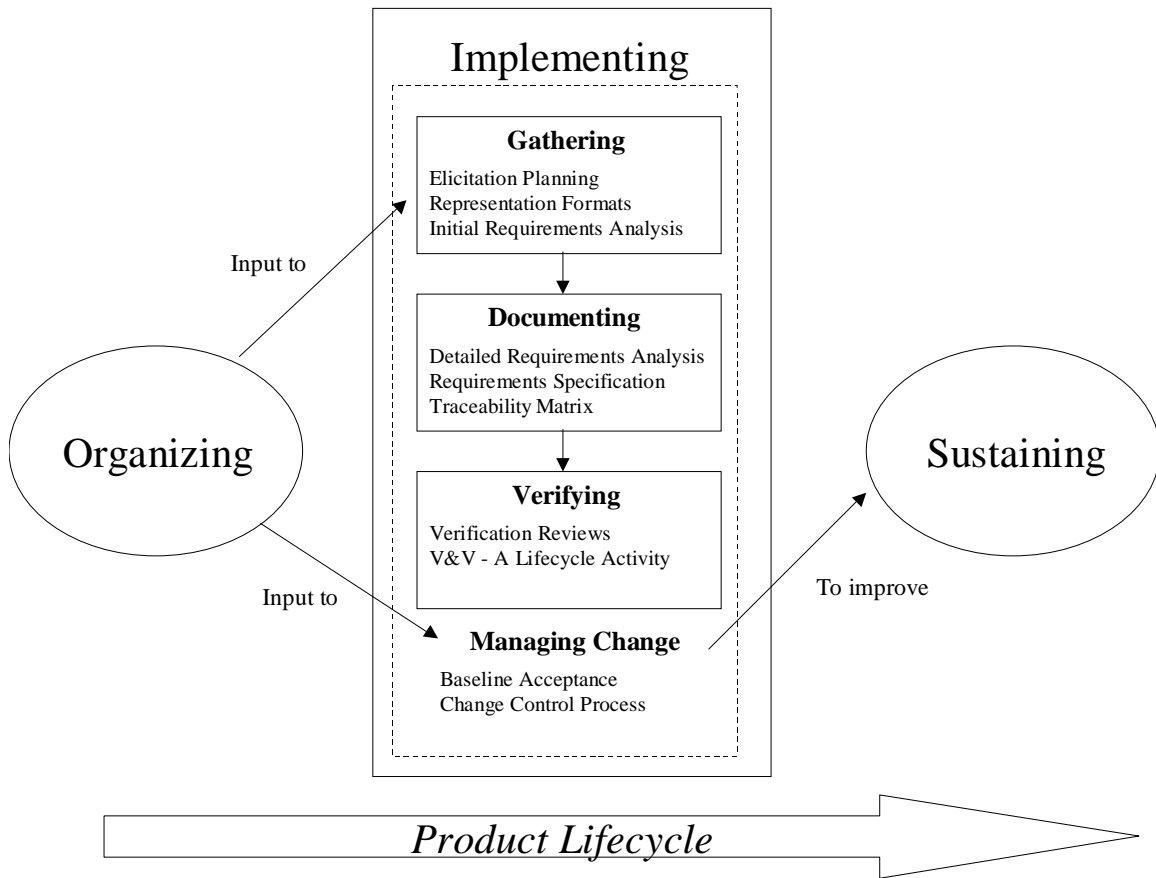 Implementing
Gathering
Elicitation Planning
Representation Formats
Initial Requirements Analysis
Input to
Documenting
Detailed Requirements Analysis
Requirements Specification
Traceability Matrix
Organizing
Sustaining
Verifying
Verification Reviews
V&V - A Lifecycle Activity
Input to
To improve
Managing Change
Baseline Acceptance
Change Control Process
Product Lifecycle